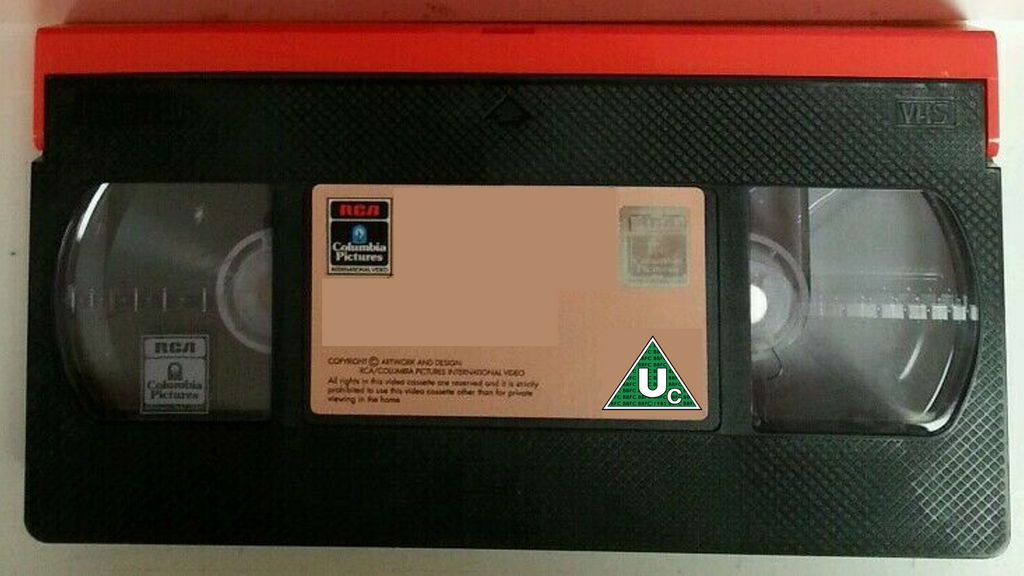 VHS
RCA
Columbia
Pictures
INTERNATIONAL VIDEO
RCA
Columbia
Pictures
COPYRIGHT © ARTWORK AND DESIGN
RCA/COLUMBIA PICTURES INTERNATIONAL VIDEO
All rights in this video cassette are reserved and it is strictly
prohibited to use this video cassette other than for private
viewing in the home
Uc